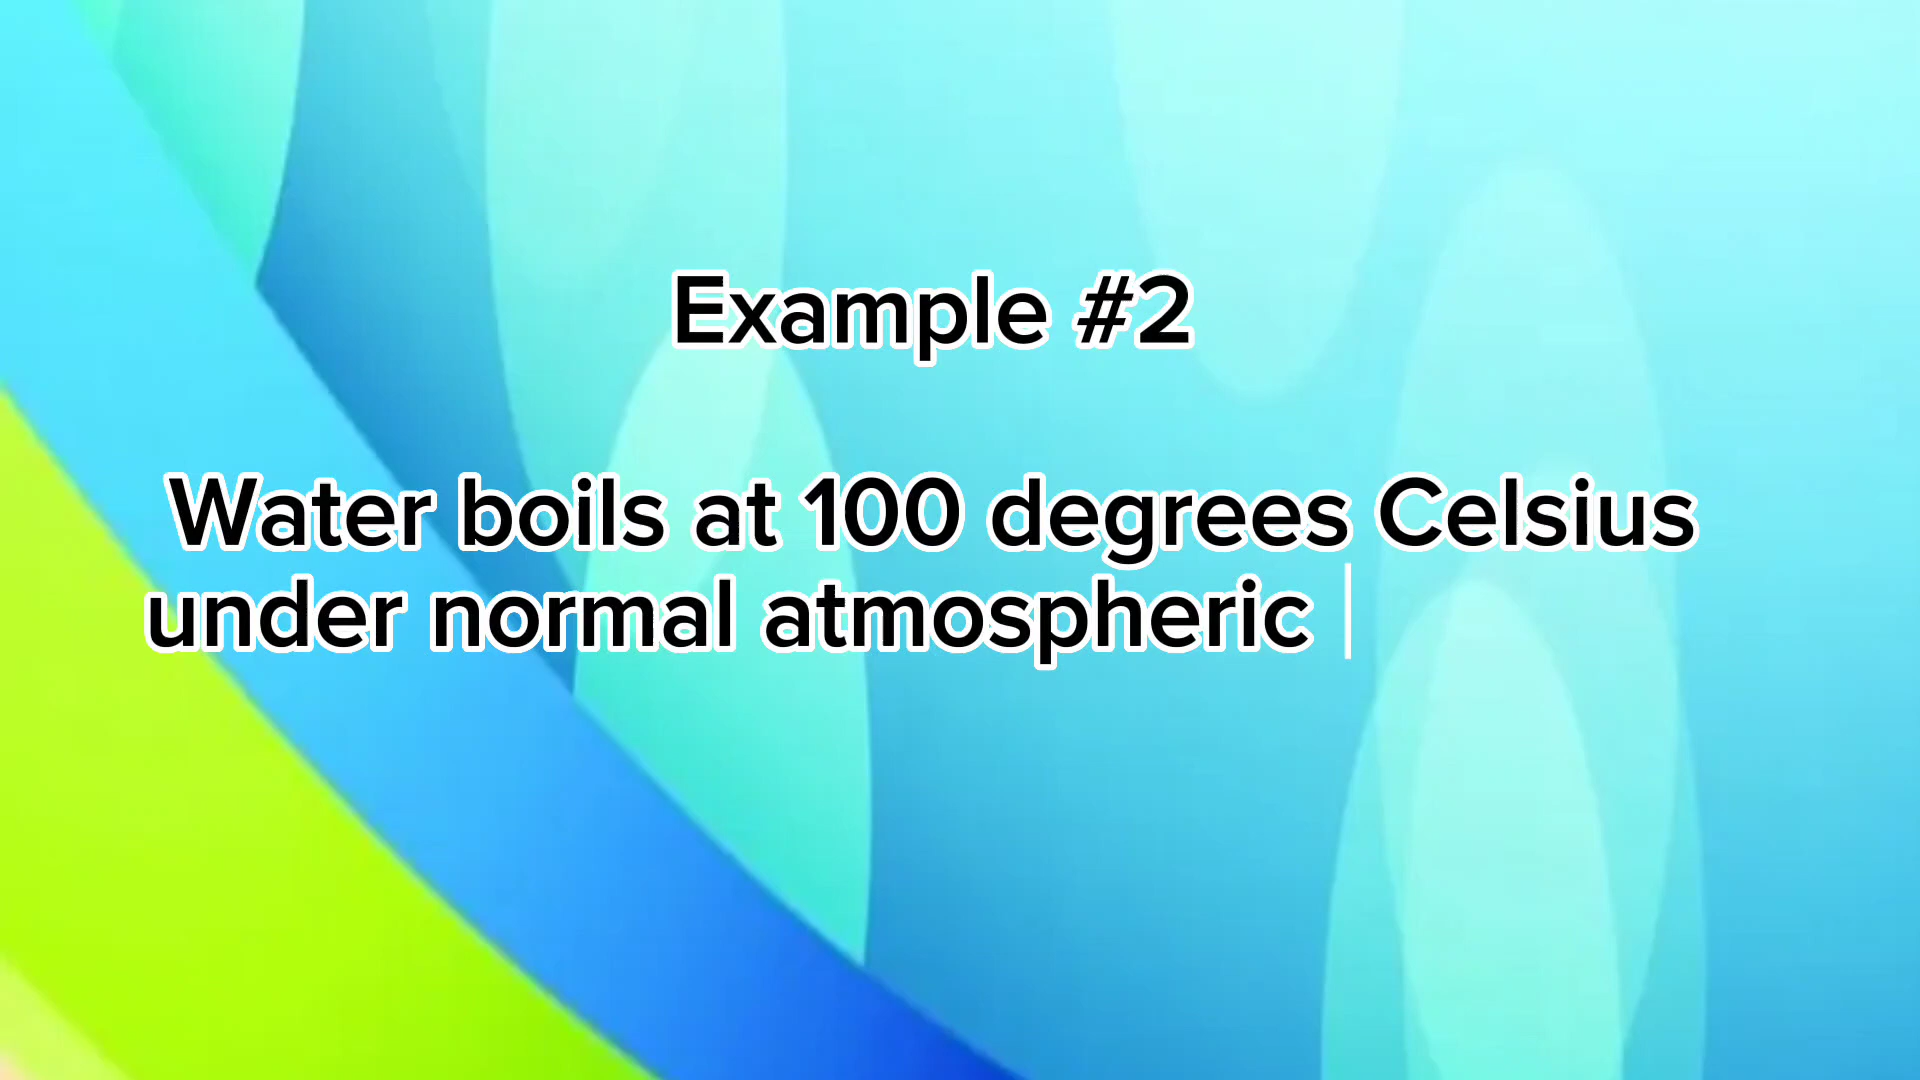 Example #2
Water boils at 100 degrees Celsius
under normal atmospheric